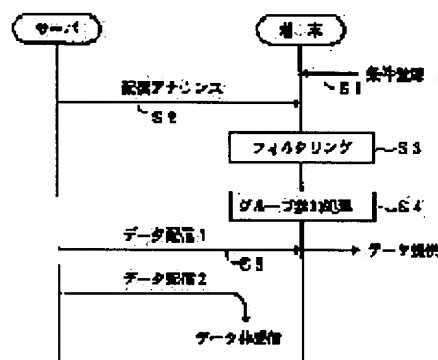 サーバ
端末
条件登録
S1
配信アナウンス
S2
フィルタリング
S3
グループ参加処理
S4
データ配信1
S5
データ提供
データ配信2
データ非受信